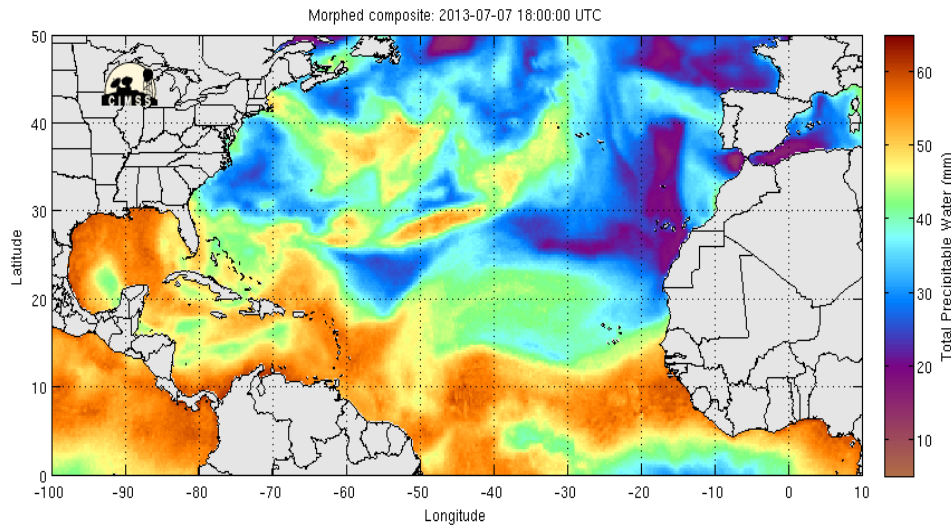 Morphed composite: 2013-07-07 18:00:00 UTC
50
40
30
20
10
0
Latitude
CIMSS
-100 -90 -80 -70 -60 -50 -40 -30 -20 -10 0 10
Longitude
60
50
40
30
20
10
Total Precipitable Water (mm)